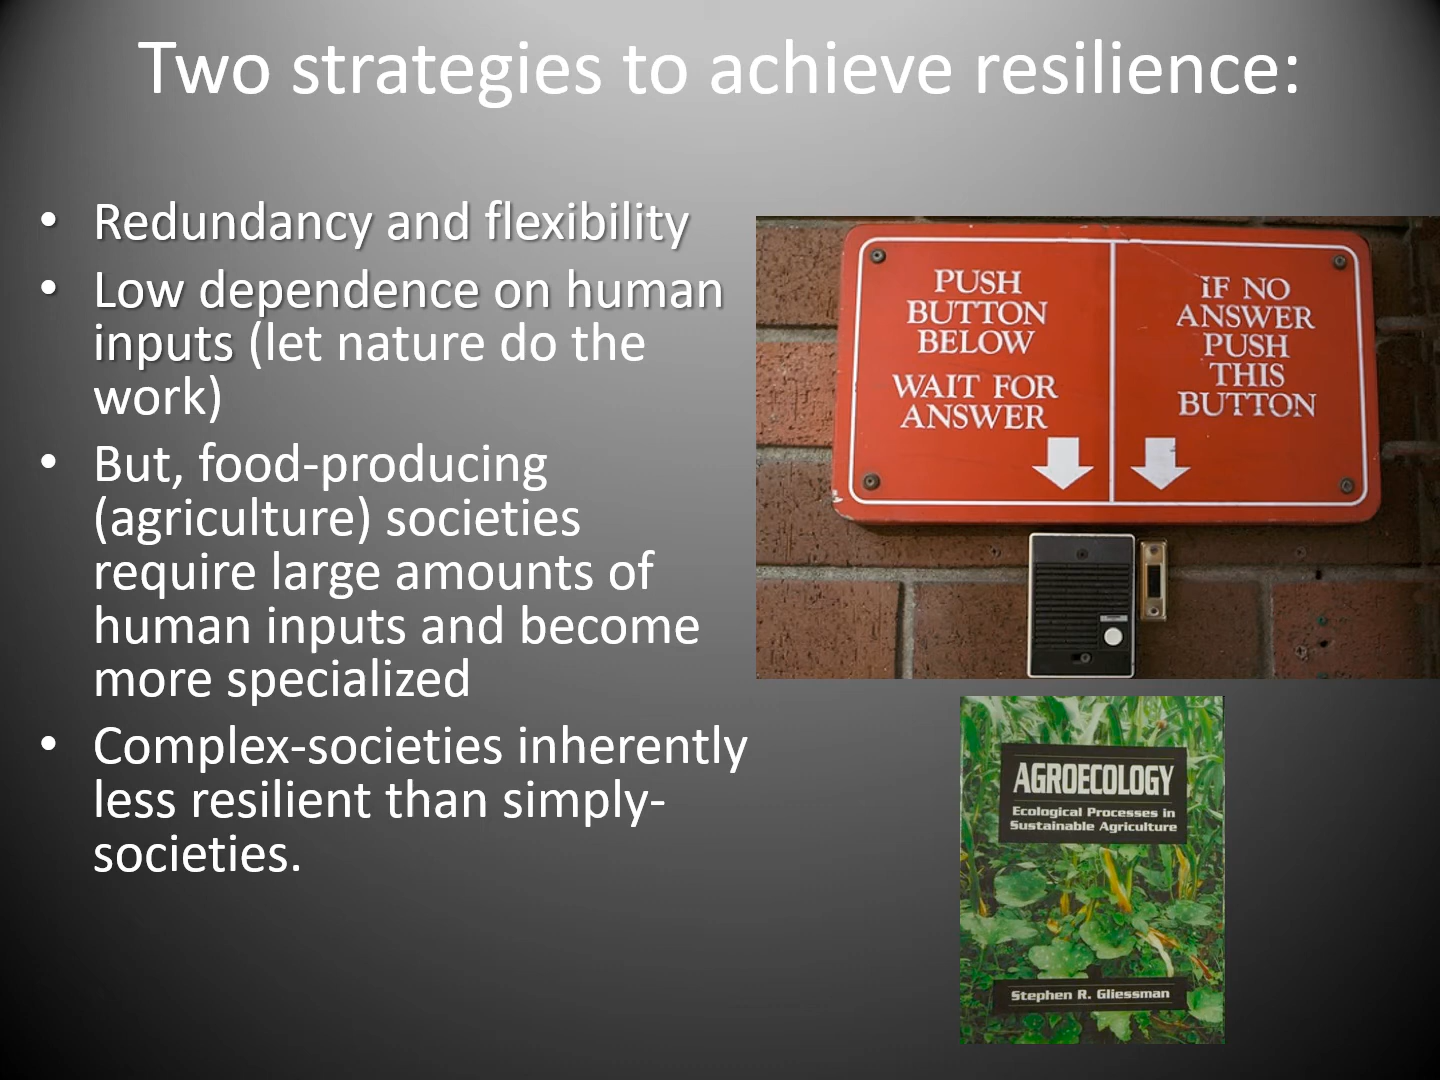 Two strategies to achieve resilience:
• Redundancy and flexibility
• Low dependence on human
inputs (let nature do the
work)
• But, food-producing
(agriculture) societies
require large amounts of
human inputs and become
more specialized
• Complex-societies inherently
less resilient than simply-
societies.
PUSH
BUTTON
BELOW
WAIT FOR
ANSWER
IF NO
ANSWER
PUSH
THIS
BUTTON
AGROECOLOGY
Ecological Processes in
Sustainable Agriculture
Stephen R. Gliessman